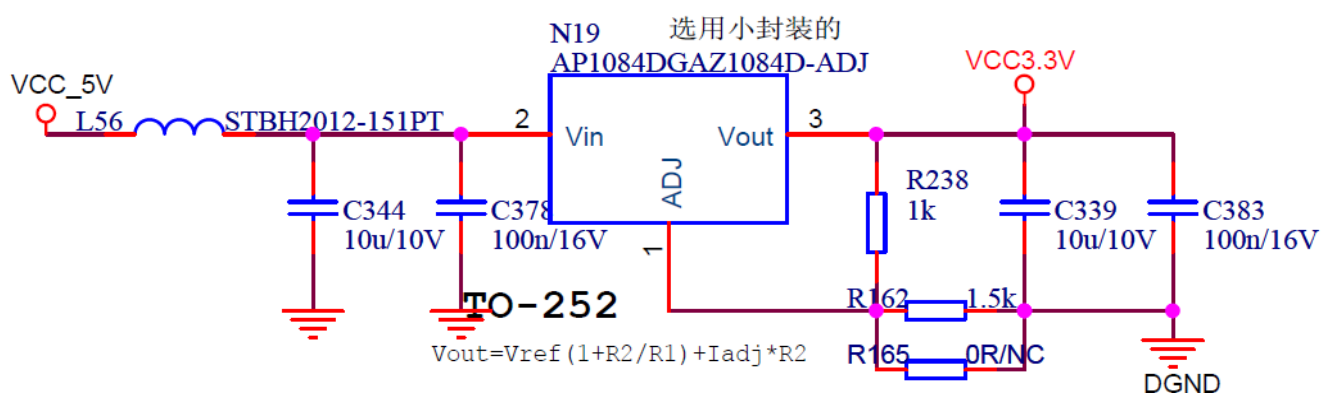 选用小封装的
N19
AP1084DGAZ1084D-ADJ
VCC3.3V
VCC_5V
L56
STBH2012-151PT
2
Vin
Vout
3
ADJ
1
R238
1k
C344
10u/10V
C378
100n/16V
C339
10u/10V
C383
100n/16V
TO-252
R162
1.5k
Vout=Vref(1+R2/R1)+Iadj*R2
R165
0R/NC
DGND